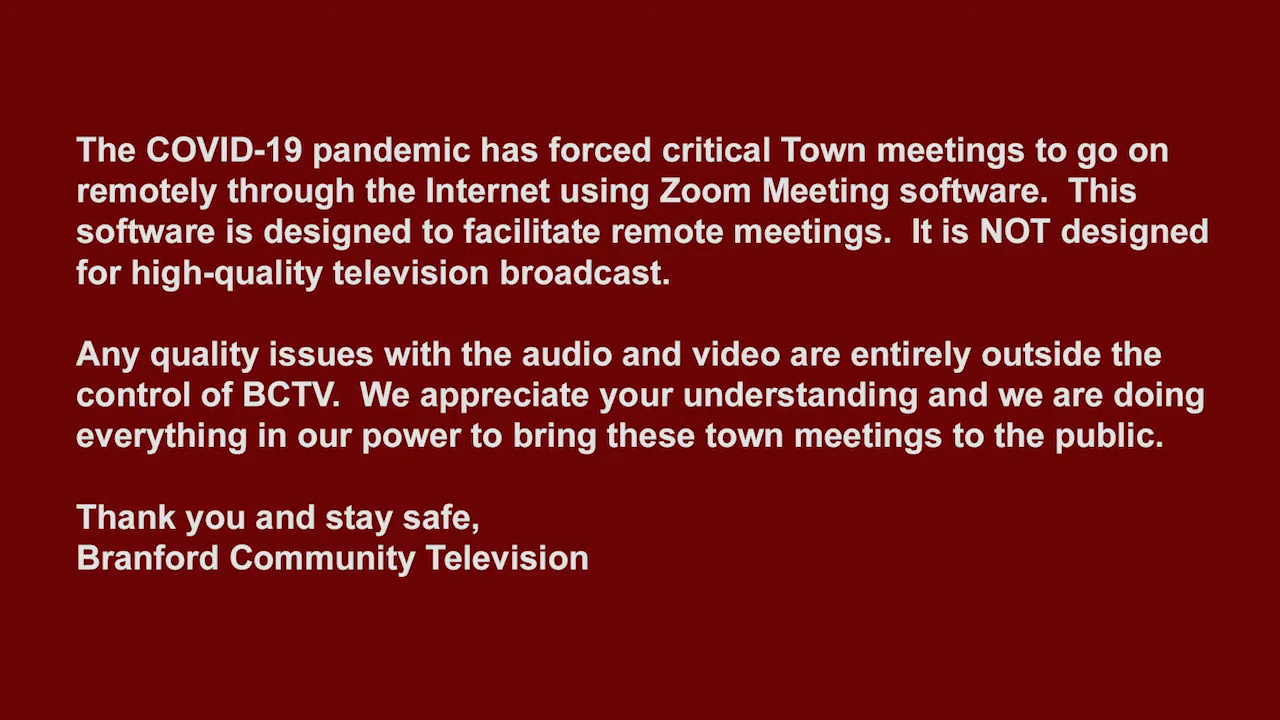 The COVID-19 pandemic has forced critical Town meetings to go on
remotely through the Internet using Zoom Meeting software.  This
software is designed to facilitate remote meetings.  It is NOT designed
for high-quality television broadcast.
Any quality issues with the audio and video are entirely outside the
control of BCTV.  We appreciate your understanding and we are doing
everything in our power to bring these town meetings to the public.
Thank you and stay safe,
Branford Community Television